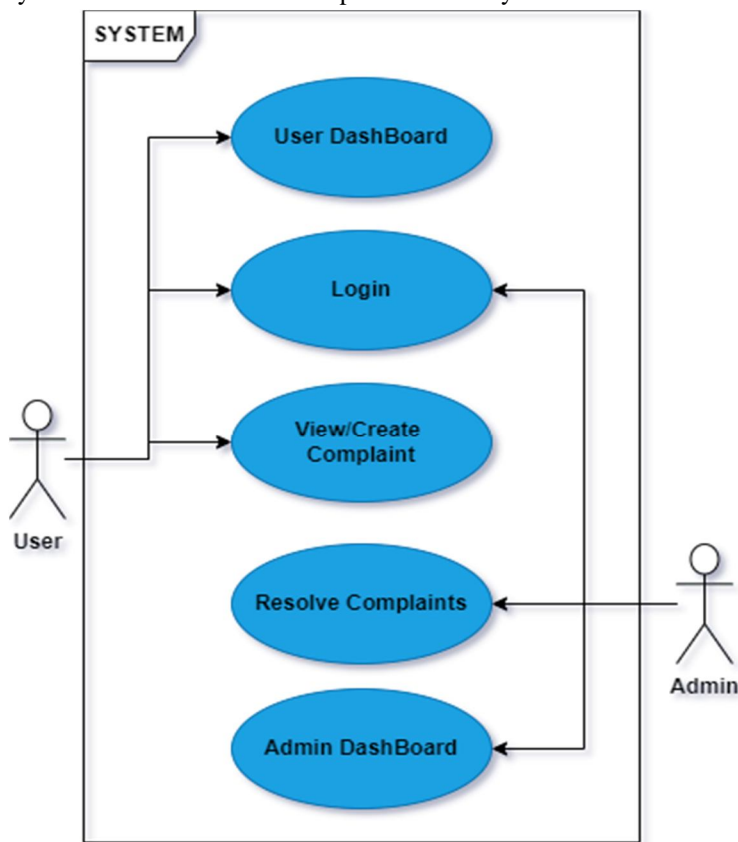 SYSTEM
User DashBoard
Login
View/Create
Complaint
User
Resolve Complaints
Admin
Admin DashBoard